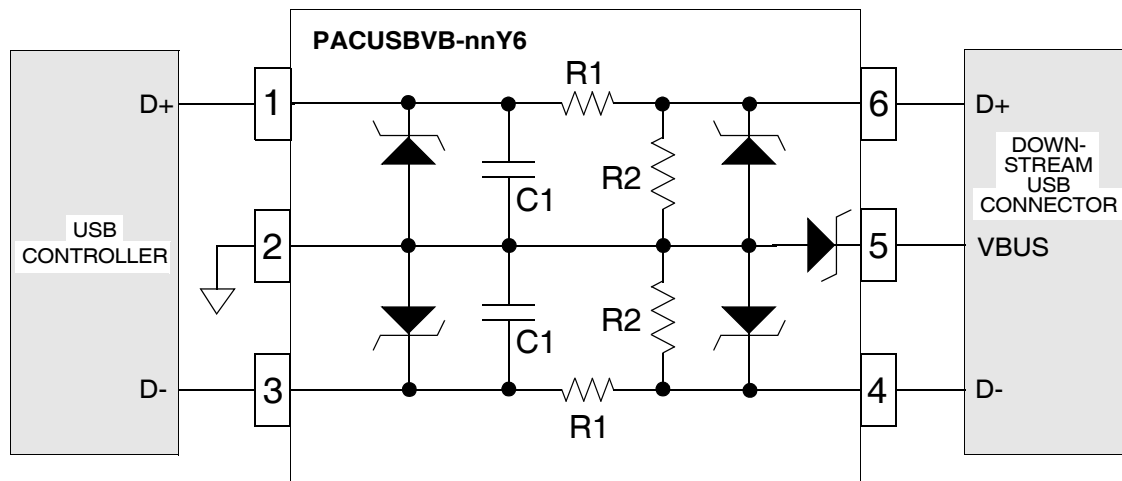 PACUSBVB-nnY6
R1
D+
1
6
D+
DOWN-
STREAM
USB
CONNECTOR
R2
C1
USB
CONTROLLER
2
5
VBUS
R2
C1
D-
3
4
D-
R1